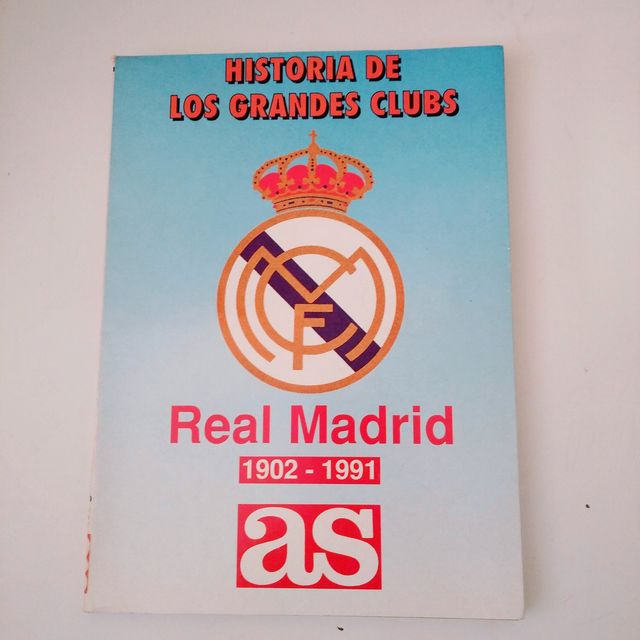 HISTORIA DE
LOS GRANDES CLUBS
MCF
Real Madrid
1902 - 1991
as